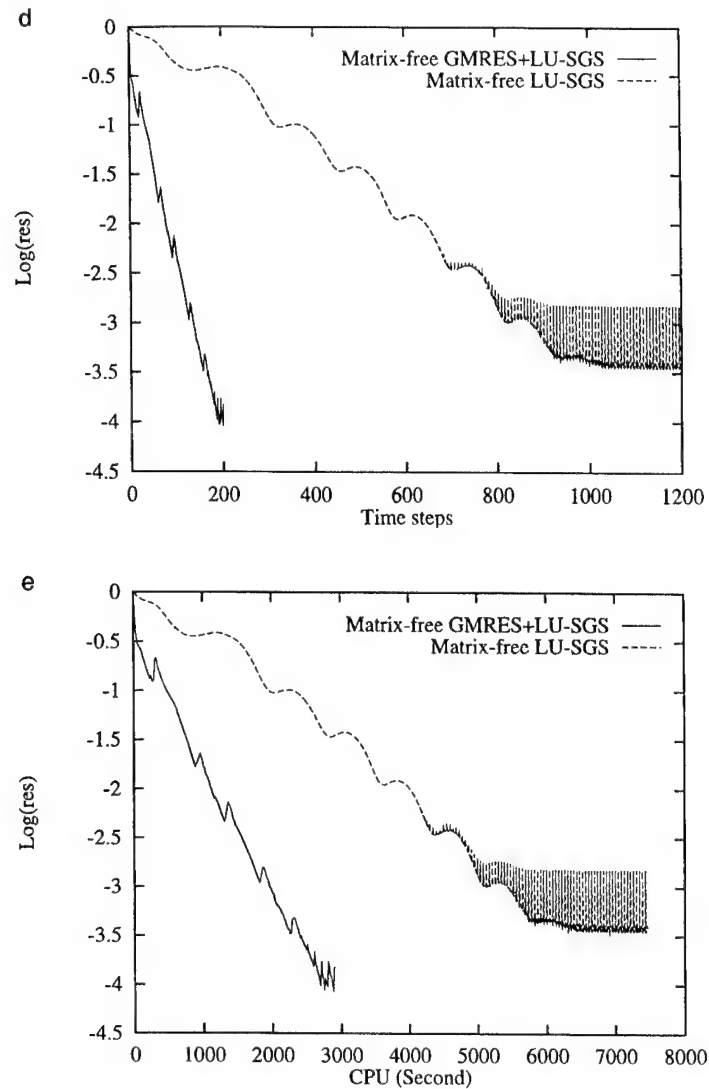 d
0
-0.5
-1
-1.5
-2
-2.5
-3
-3.5
-4
-4.5
Log(res)
Matrix-free GMRES+LU-SGS
Matrix-free LU-SGS
0 200 400 600 800 1000 1200
Time steps
e
0
-0.5
-1
-1.5
-2
-2.5
-3
-3.5
-4
-4.5
Log(res)
Matrix-free GMRES+LU-SGS
Matrix-free LU-SGS
0 1000 2000 3000 4000 5000 6000 7000 8000
CPU (Second)